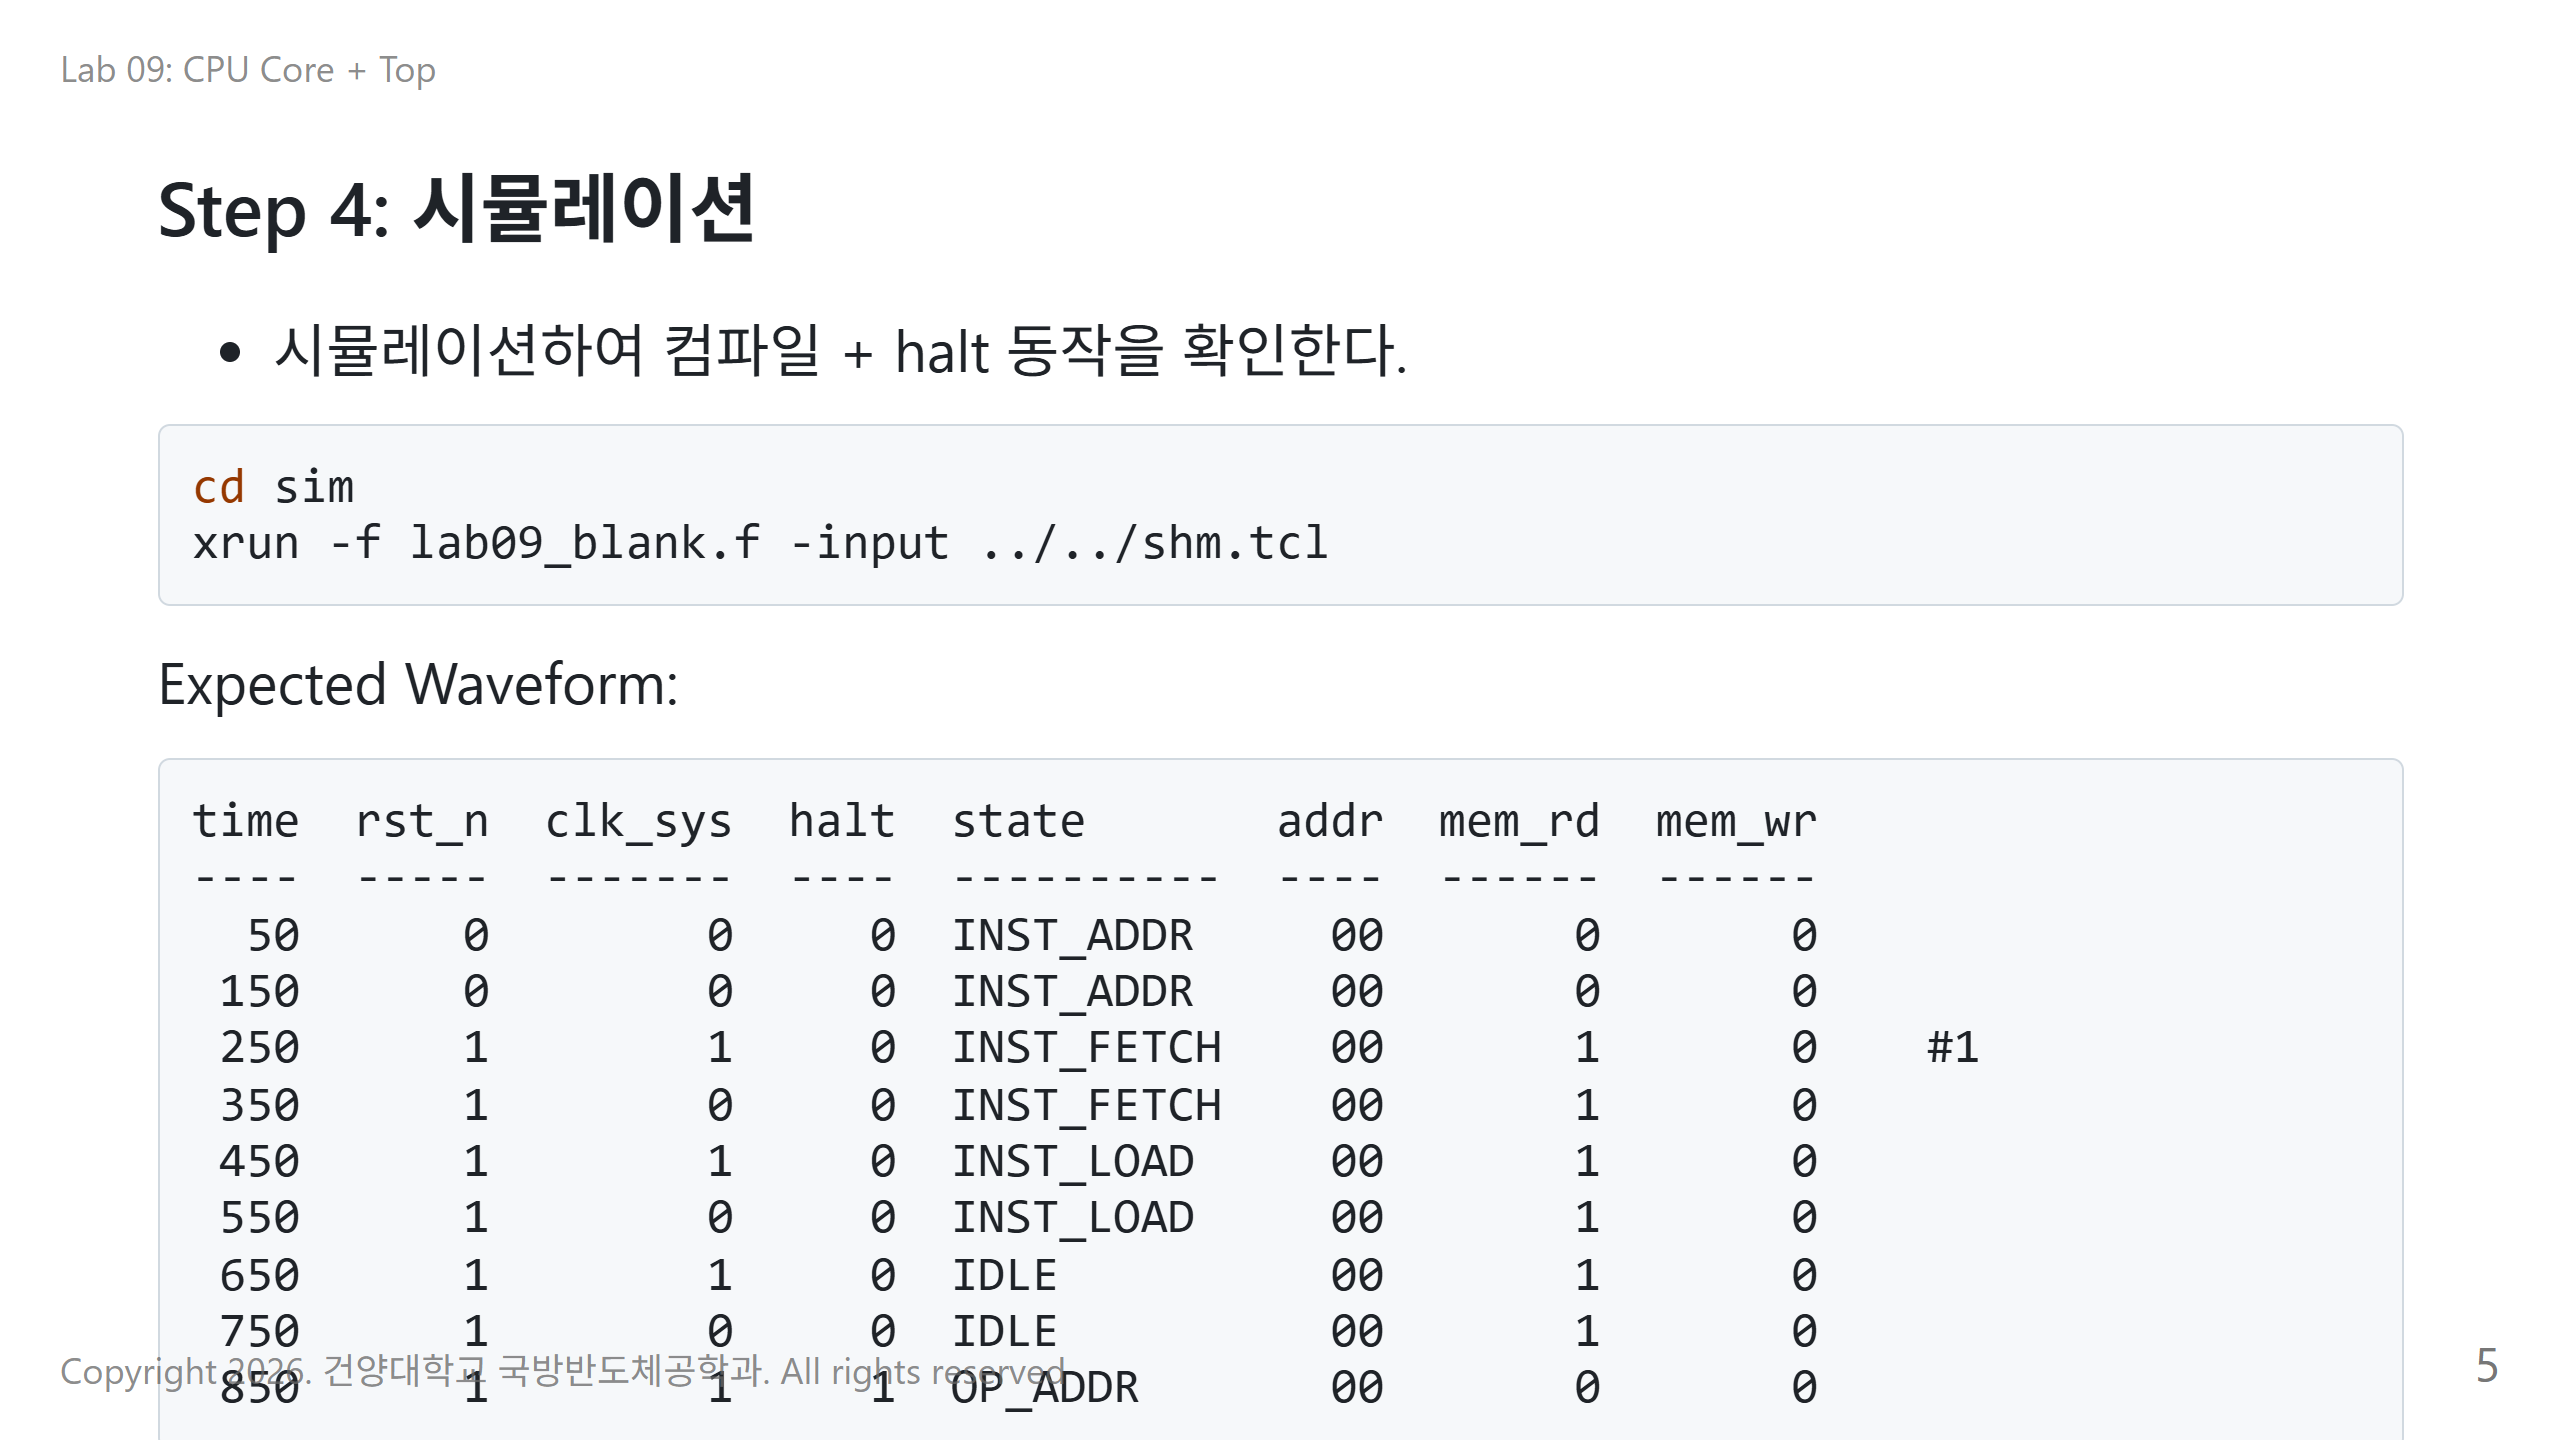 Lab 09: CPU Core + Top
Step 4: 시뮬레이션
• 시뮬레이션하여 컴파일 + halt 동작을 확인한다.
cd sim
xrun -f lab09_blank.f -input ../../shm.tcl
Expected Waveform:
time  rst_n  clk_sys  halt  state       addr  mem_rd  mem_wr
----  -----  -------  ----  ----------  ----  ------  ------
  50      0        0     0  INST_ADDR     00       0       0
 150      0        0     0  INST_ADDR     00       0       0
 250      1        1     0  INST_FETCH    00       1       0    #1
 350      1        0     0  INST_FETCH    00       1       0
 450      1        1     0  INST_LOAD     00       1       0
 550      1        0     0  INST_LOAD     00       1       0
 650      1        1     0  IDLE          00       1       0
 750      1        0     0  IDLE          00       1       0
 850      1        1     1  OP_ADDR       00       0       0
Copyright 2026. 건양대학교 국방반도체공학과. All rights reserved
5